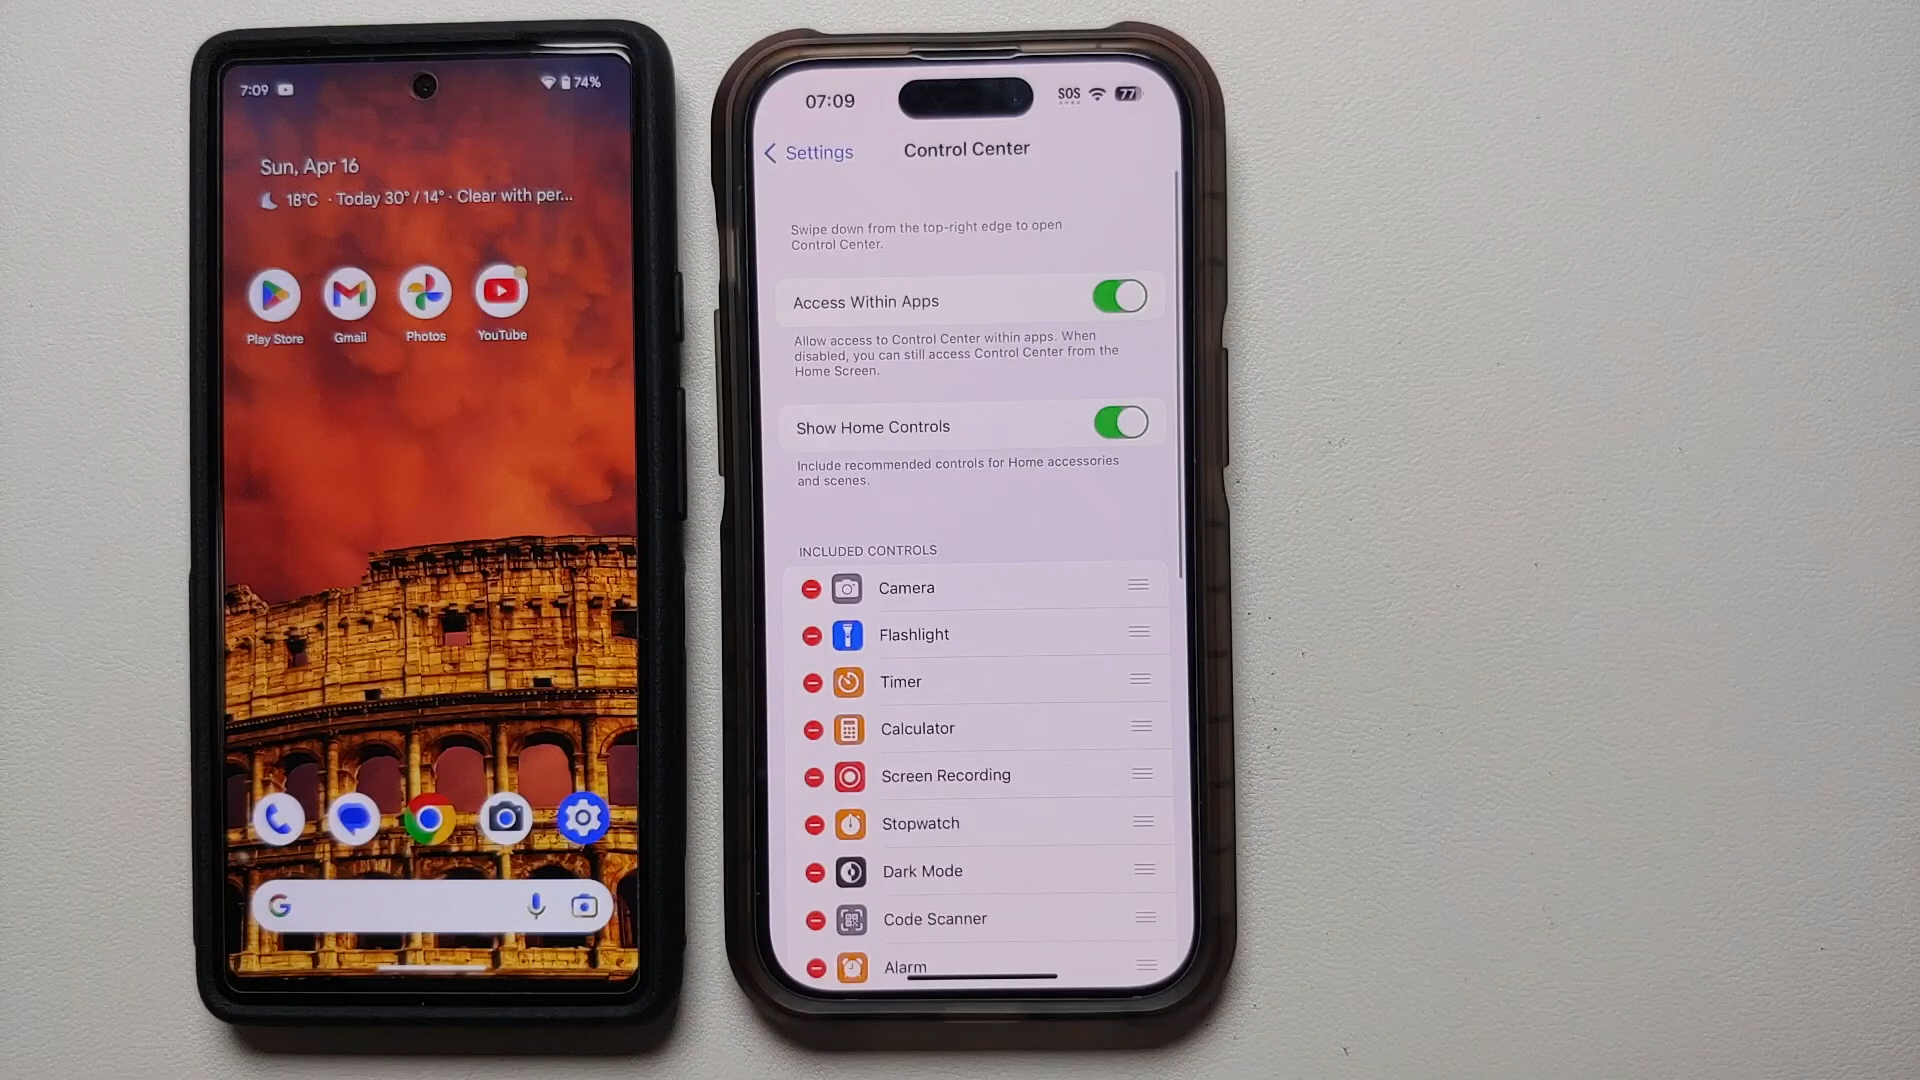 7:09
74%
Sun, Apr 16
18°C · Today 30° / 14° · Clear with per...
Play Store
Gmail
Photos
YouTube
G
07:09
SOS
77
Settings
Control Center
Swipe down from the top-right edge to open
Control Center.
Access Within Apps
Allow access to Control Center within apps. When
disabled, you can still access Control Center from the
Home Screen.
Show Home Controls
Include recommended controls for Home accessories
and scenes.
INCLUDED CONTROLS
Camera
Flashlight
Timer
Calculator
Screen Recording
Stopwatch
Dark Mode
Code Scanner
Alarm